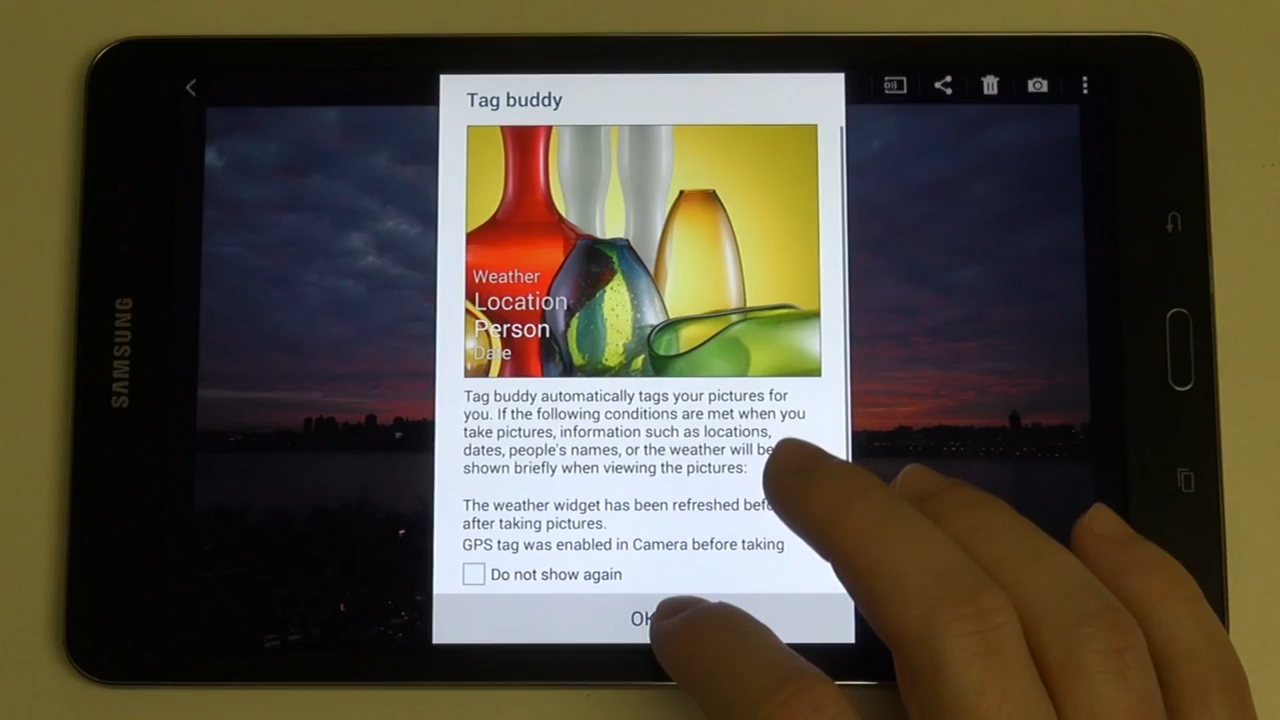 Tag buddy
Weather
Location
Person
Date
Tag buddy automatically tags your pictures for
you. If the following conditions are met when you
take pictures, information such as locations,
dates, people's names, or the weather will be
shown briefly when viewing the pictures:
The weather widget has been refreshed
after taking pictures.
GPS tag was enabled in Camera before taking
Do not show again
OK
SAMSUNG